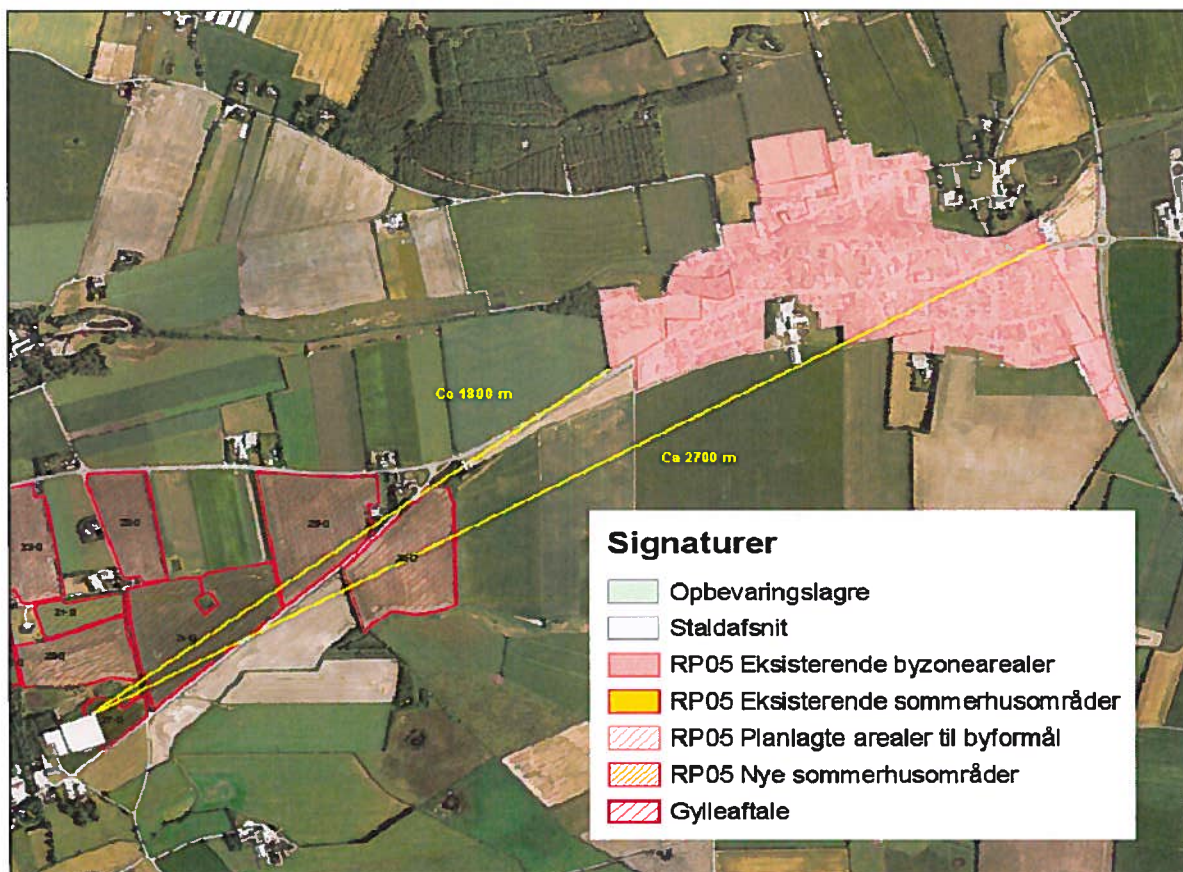 Ca 1800 m
Ca 2700 m
Signaturer
Opbevaringslagre
Staldafsnit
RP05 Eksisterende byzonearealer
RP05 Eksisterende sommerhusområder
RP05 Planlagte arealer til byformål
RP05 Nye sommerhusområder
Gylleaftale